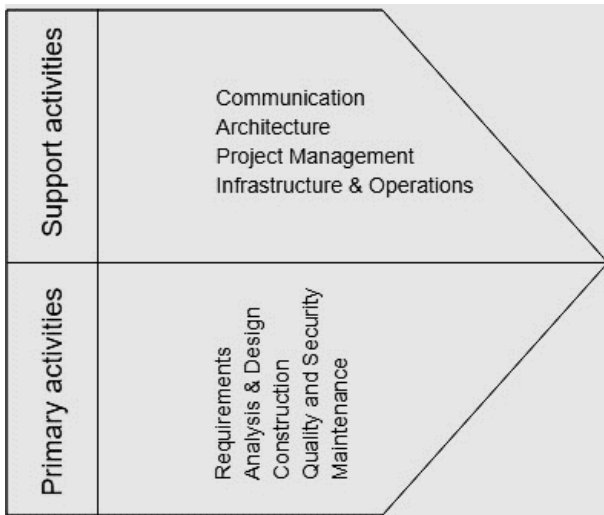 Support activities
Communication
Architecture
Project Management
Infrastructure & Operations
Primary activities
Requirements
Analysis & Design
Construction
Quality and Security
Maintenance